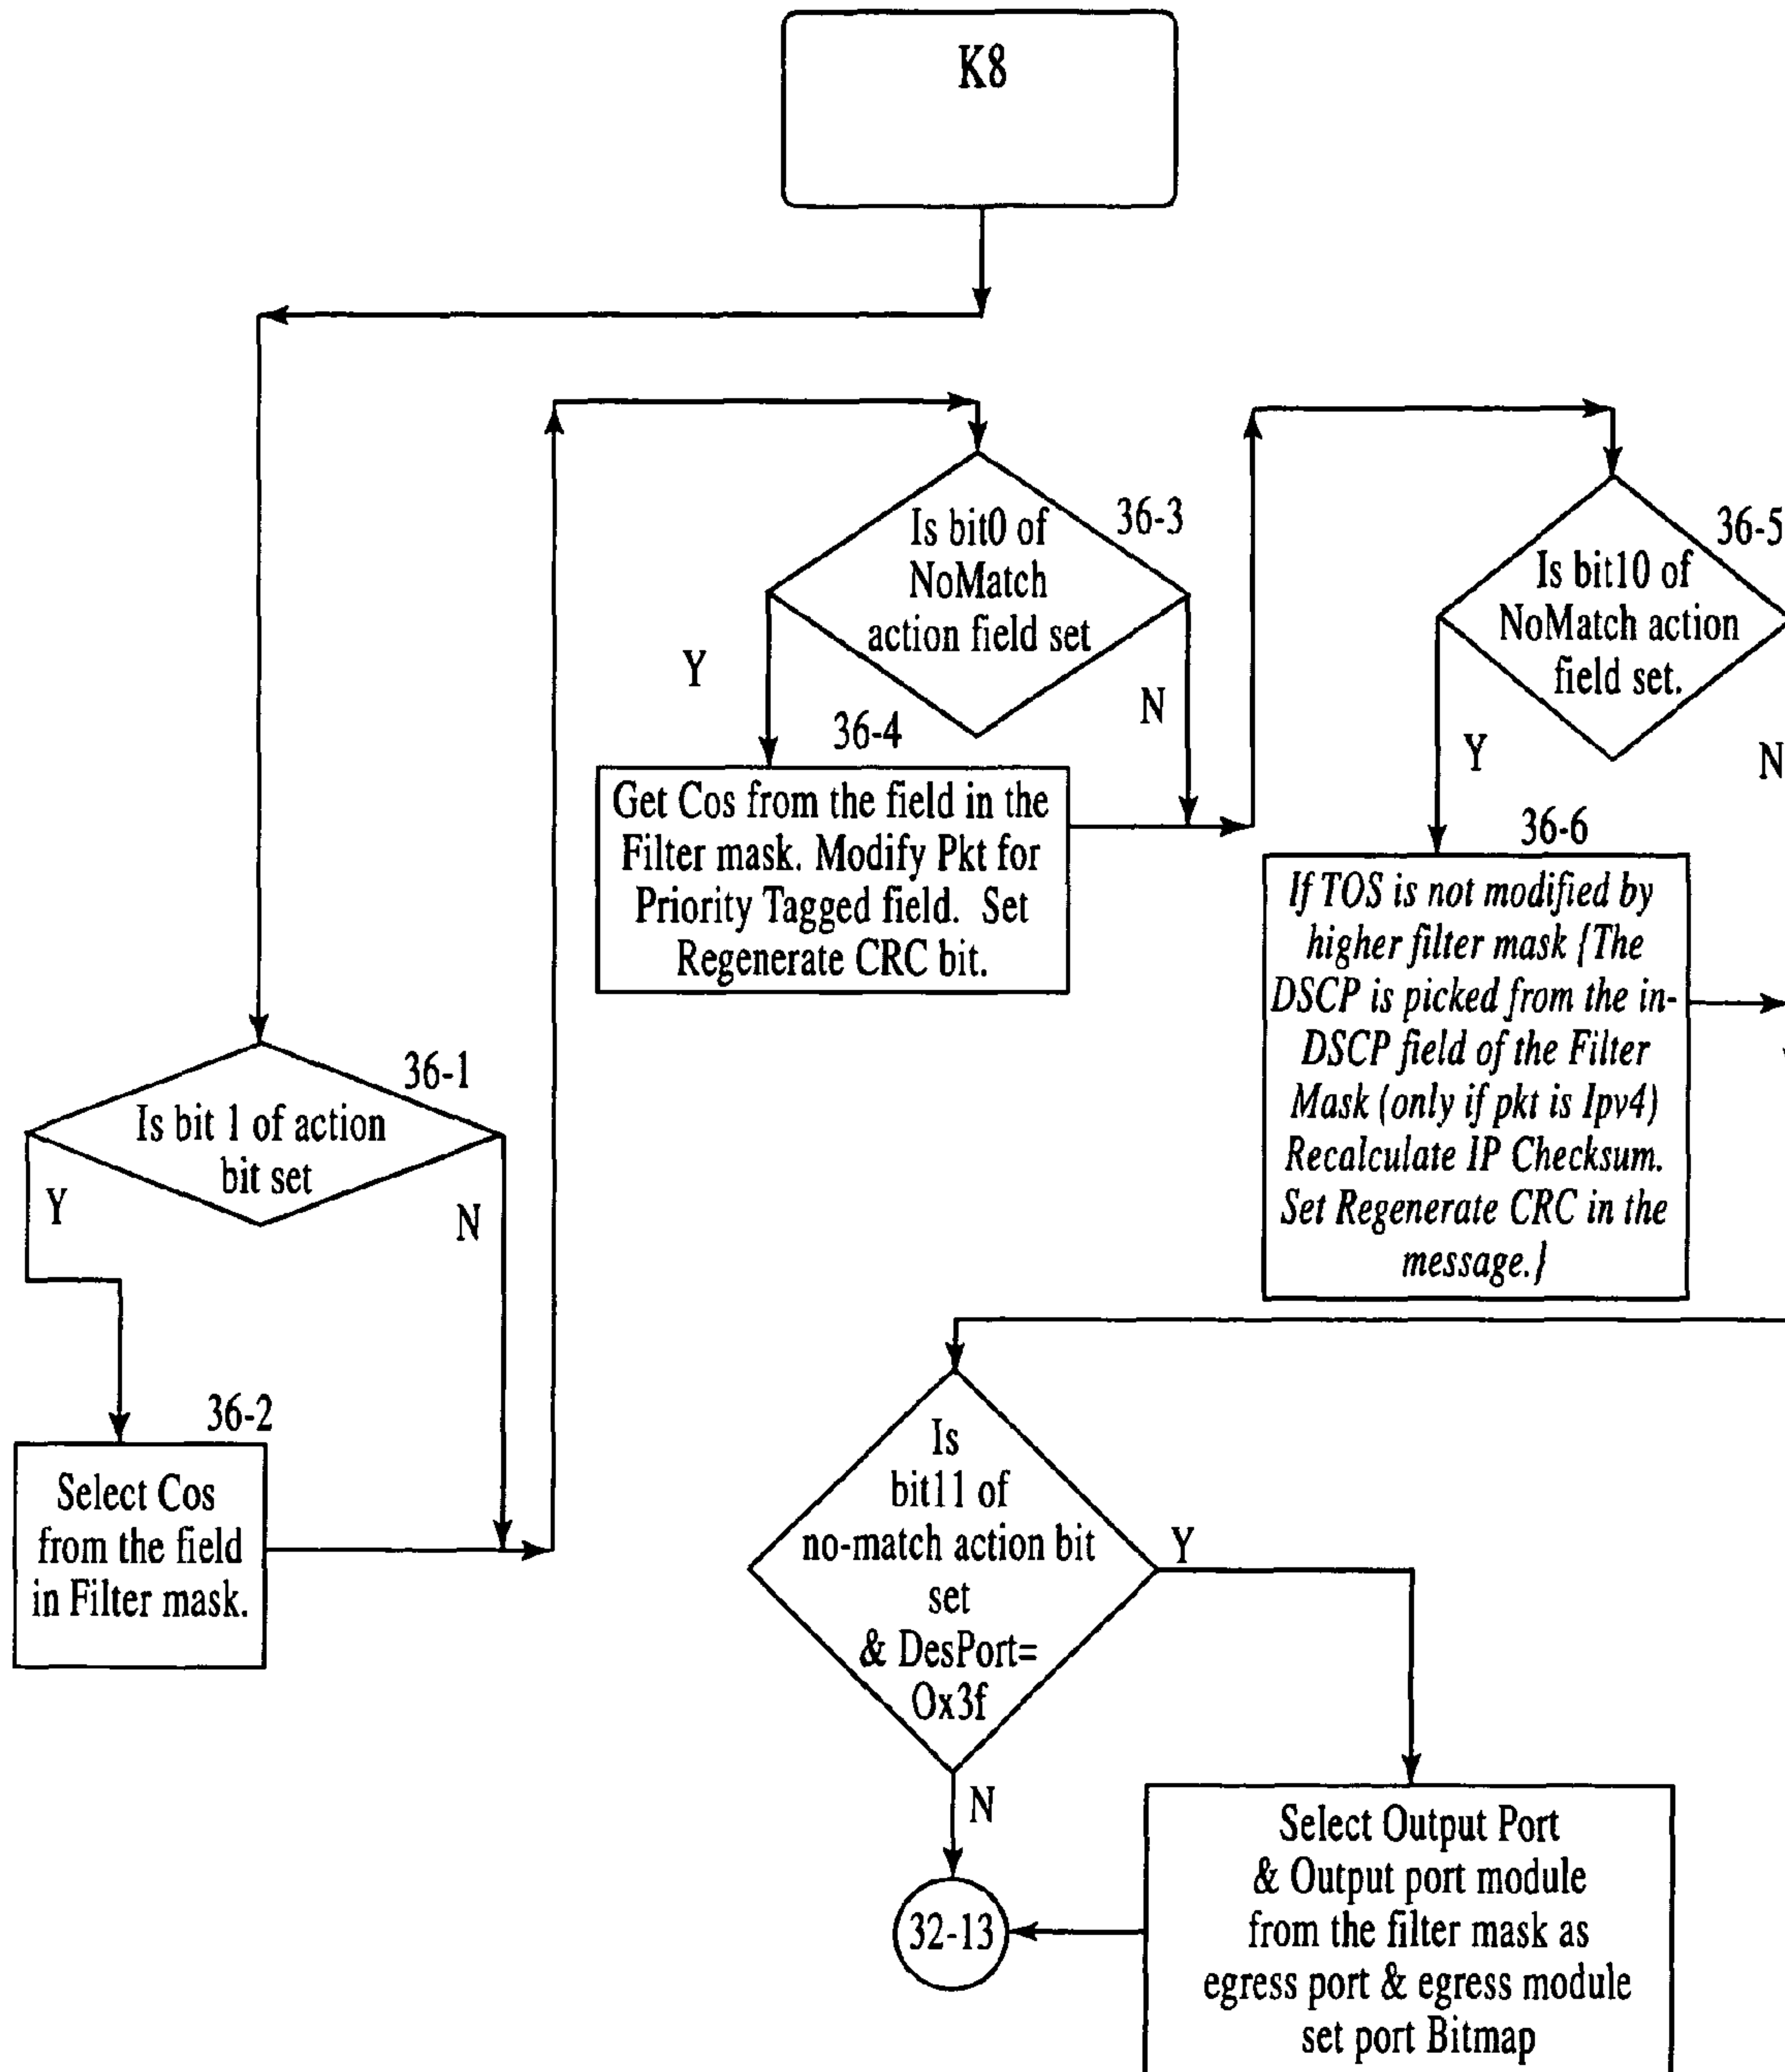 K8
36-1
Is bit 1 of action
bit set
Y
N
36-2
Select Cos
from the field
in Filter mask.
36-3
Is bit0 of
NoMatch
action field set
Y
N
36-4
Get Cos from the field in the
Filter mask. Modify Pkt for
Priority Tagged field. Set
Regenerate CRC bit.
36-5
Is bit10 of
NoMatch action
field set.
Y
N
36-6
If TOS is not modified by
higher filter mask {The
DSCP is picked from the in-
DSCP field of the Filter
Mask (only if pkt is Ipv4)
Recalculate IP Checksum.
Set Regenerate CRC in the
message.}
Is
bit11 of
no-match action bit
set
& DesPort=
Ox3f
Y
N
32-13
Select Output Port
& Output port module
from the filter mask as
egress port & egress module
set port Bitmap